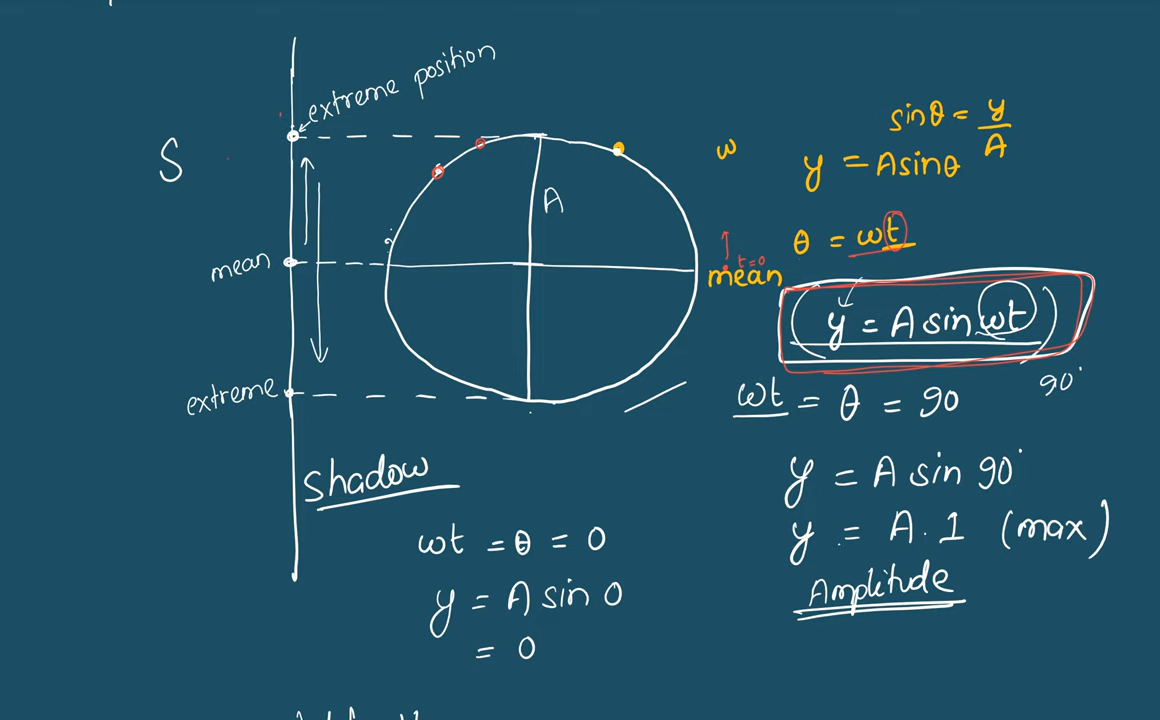 extreme position
S
A
mean
extreme
shadow
ωt = θ = 0
y = A sin 0
= 0
ω
sinθ = y/A
y = Asinθ
θ = ωt
t=0
mean
y = A sin ωt
90°
ωt = θ = 90
y = A sin 90°
y = A . 1 (max)
Amplitude